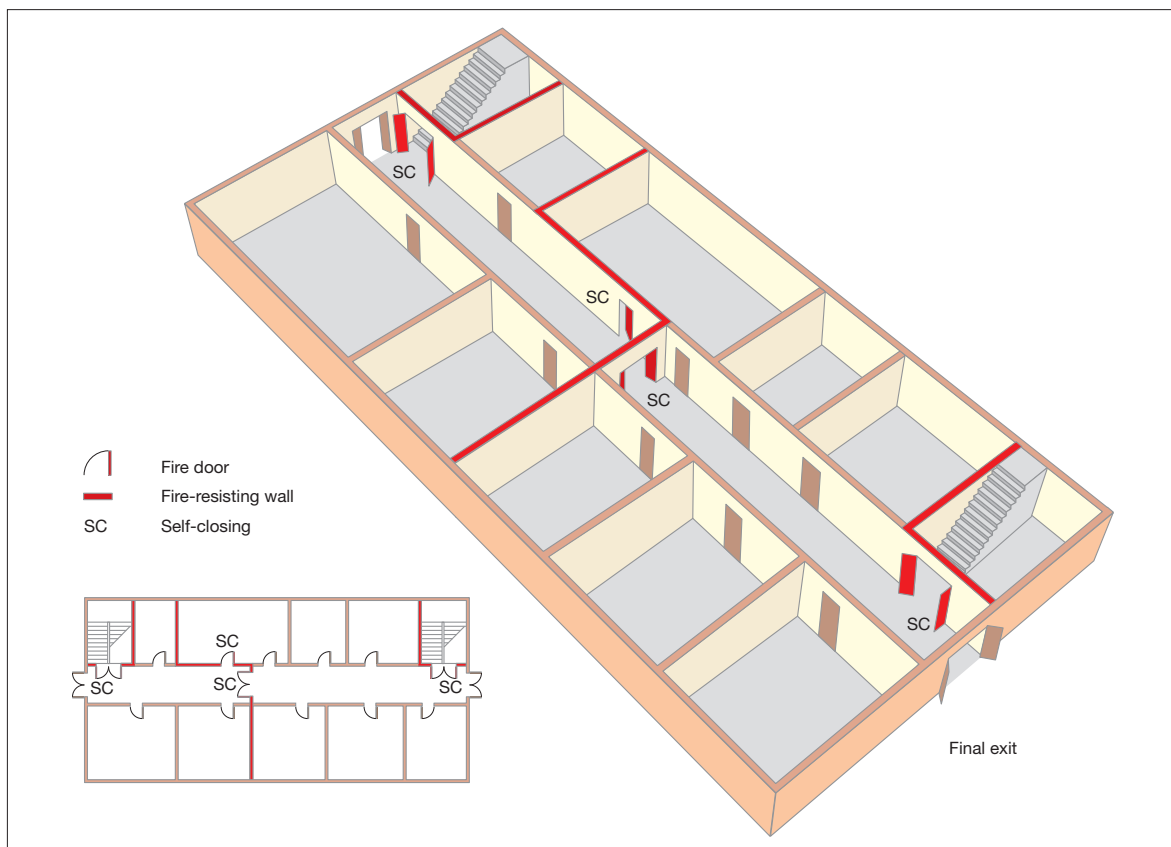 SC
SC
SC
SC
Fire door
Fire-resisting wall
SC Self-closing
SC
SC
SC
SC
Final exit